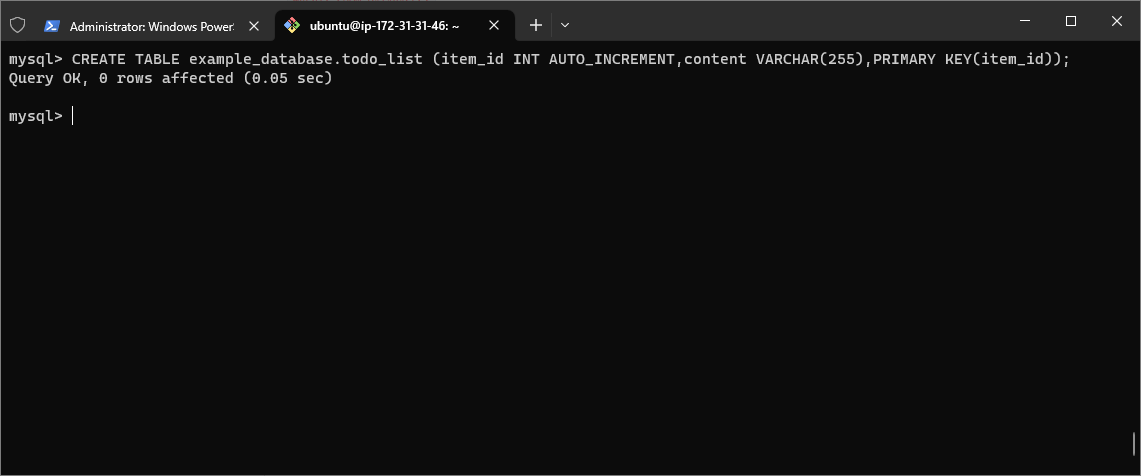 Administrator: Windows Power
ubuntu@ip-172-31-31-46: ~
mysql> CREATE TABLE example_database.todo_list (item_id INT AUTO_INCREMENT,content VARCHAR(255),PRIMARY KEY(item_id));
Query OK, 0 rows affected (0.05 sec)
mysql>